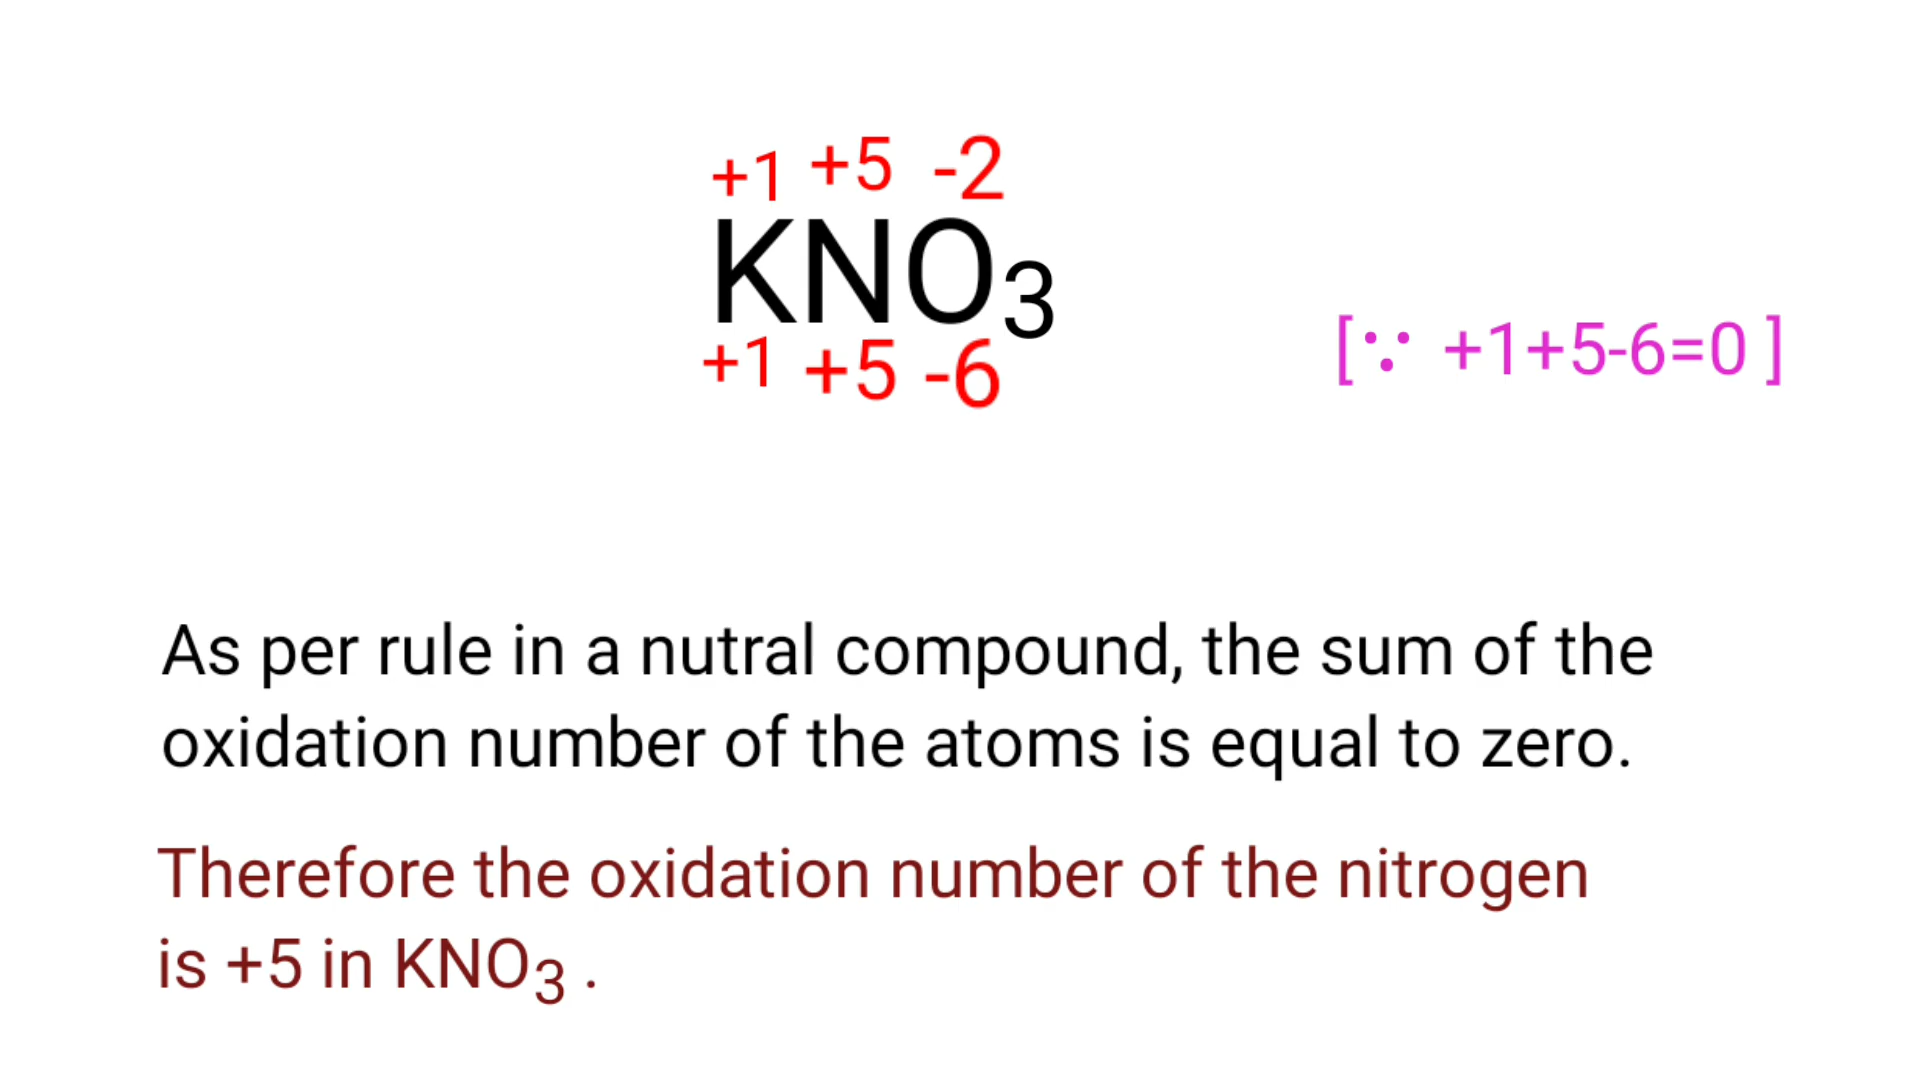 +1 +5 -2
KNO3
+1 +5 -6
[∵ +1+5-6=0 ]
As per rule in a nutral compound, the sum of the
oxidation number of the atoms is equal to zero.
Therefore the oxidation number of the nitrogen
is +5 in KNO3 .